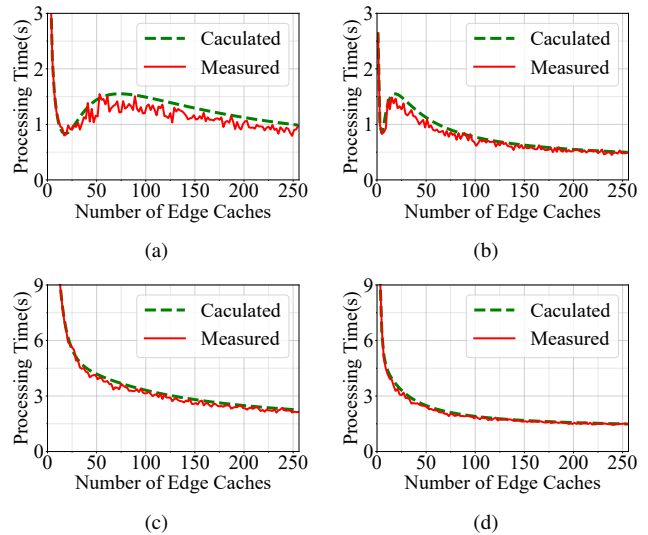 3
2
1
0
Processing Time(s)
Caculated
Measured
0 50 100 150 200 250
Number of Edge Caches
(a)
3
2
1
0
Processing Time(s)
Caculated
Measured
0 50 100 150 200 250
Number of Edge Caches
(b)
9
6
3
0
Processing Time(s)
Caculated
Measured
0 50 100 150 200 250
Number of Edge Caches
(c)
9
6
3
0
Processing Time(s)
Caculated
Measured
0 50 100 150 200 250
Number of Edge Caches
(d)